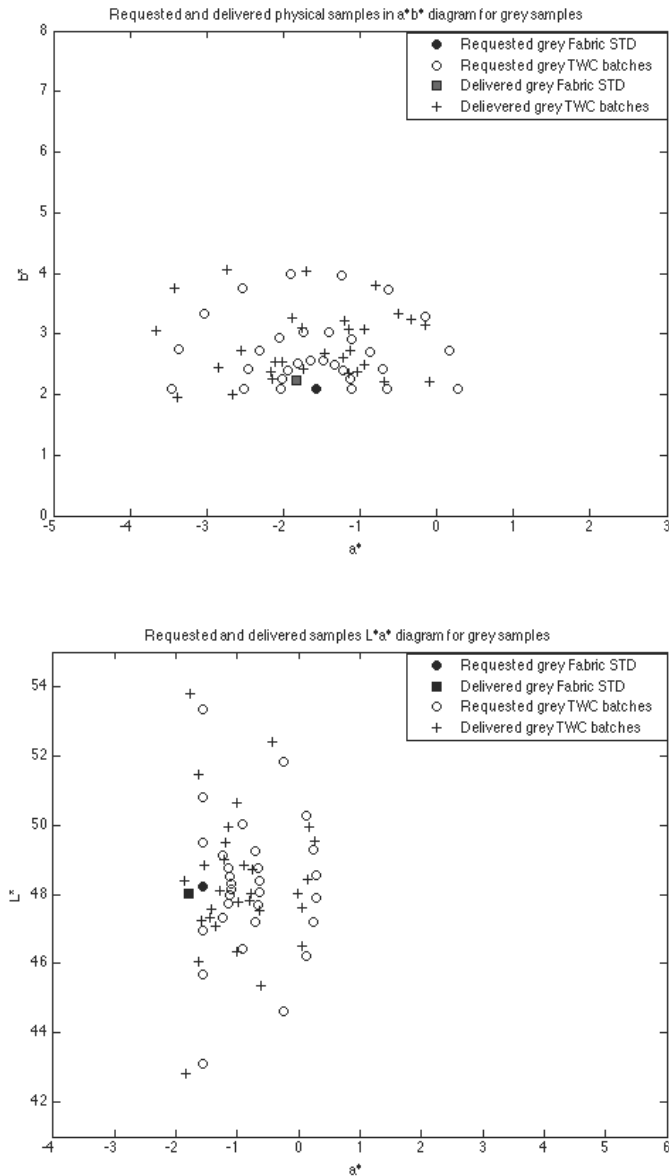 Requested and delivered physical samples in a*b* diagram for grey samples
8
Requested grey Fabric STD
Requested grey TWC batches
Delivered grey Fabric STD
Delievered grey TWC batches
7
6
5
b*
4
3
2
1
0
-5 -4 -3 -2 -1 0 1 2 3
a*
Requested and delivered samples L*a* diagram for grey samples
Requested grey Fabric STD
Delivered grey Fabric STD
Requested grey TWC batches
Delivered grey TWC batches
54
52
50
L*
48
46
44
42
-4 -3 -2 -1 0 1 2 3 4 5 6
a*